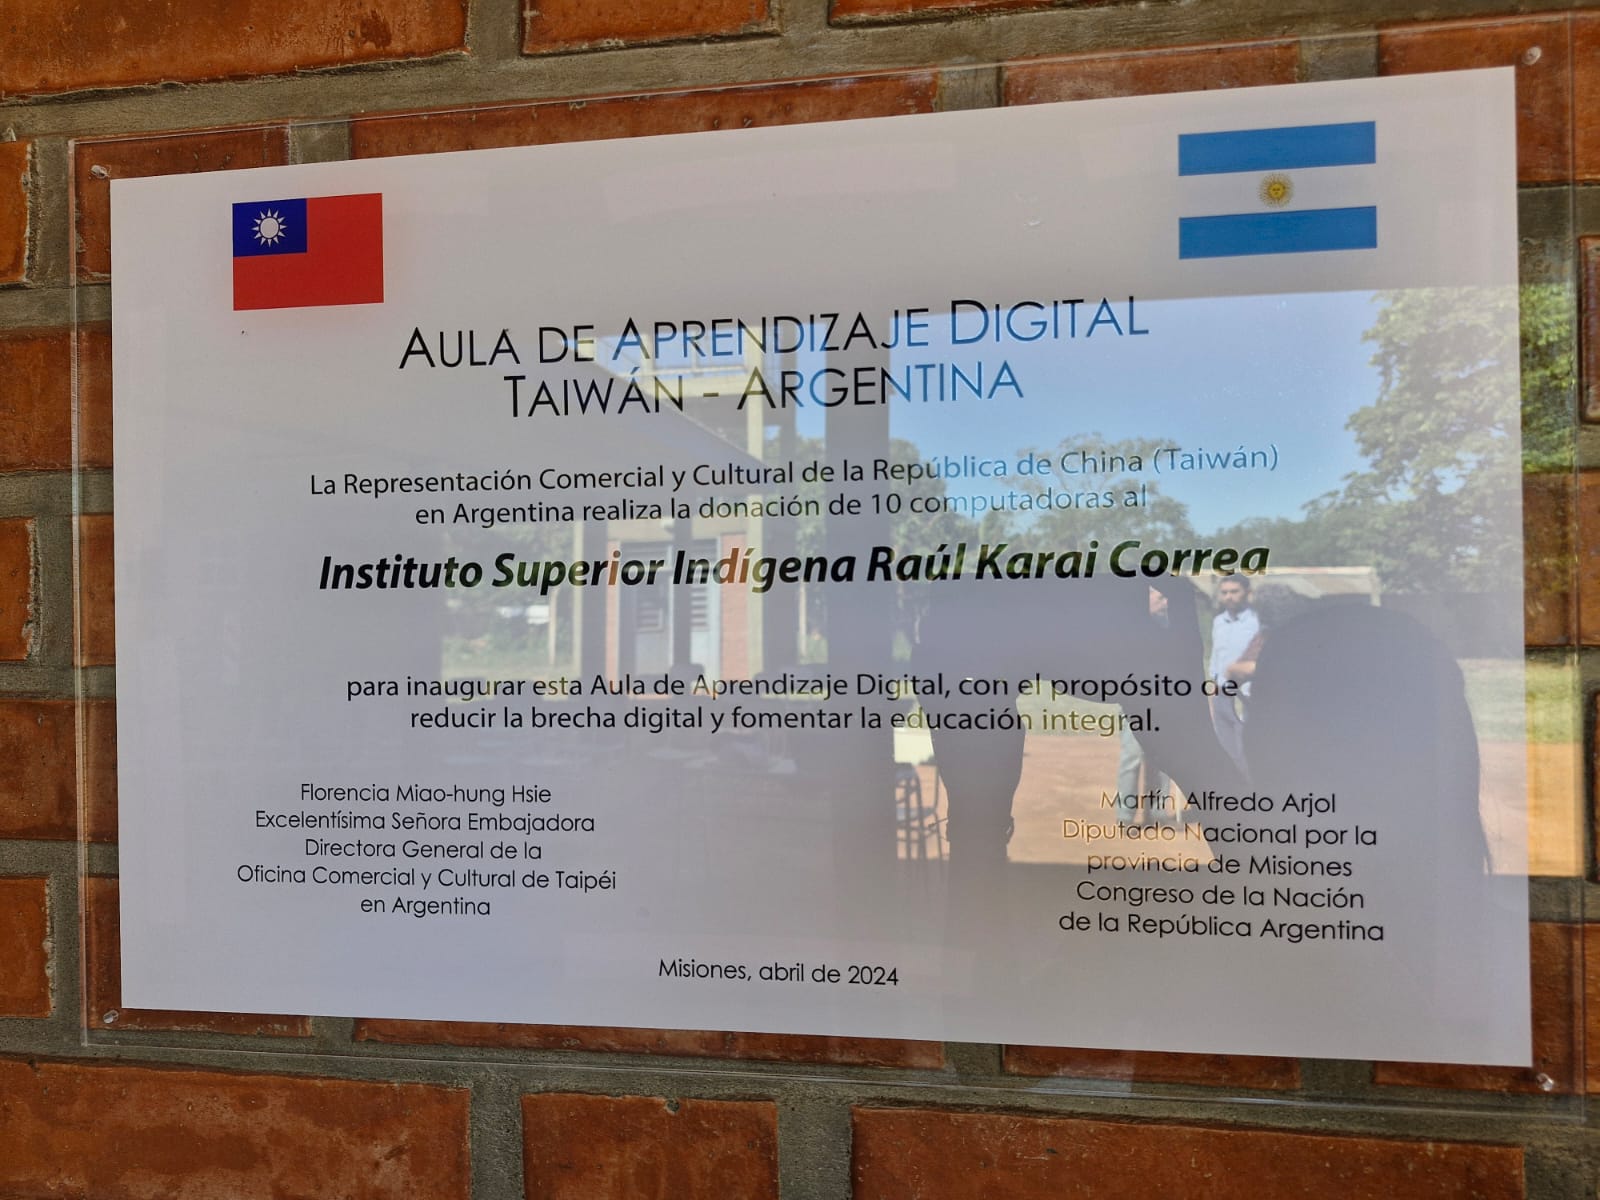 AULA DE APRENDIZAJE DIGITAL
TAIWÁN - ARGENTINA
La Representación Comercial y Cultural de la República de China (Taiwán)
en Argentina realiza la donación de 10 computadoras al
Instituto Superior Indígena Raúl Karai Correa
para inaugurar esta Aula de Aprendizaje Digital, con el propósito de
reducir la brecha digital y fomentar la educación integral.
Florencia Miao-hung Hsie
Excelentísima Señora Embajadora
Directora General de la
Oficina Comercial y Cultural de Taipéi
en Argentina
Martín Alfredo Arjol
Diputado Nacional por la
provincia de Misiones
Congreso de la Nación
de la República Argentina
Misiones, abril de 2024